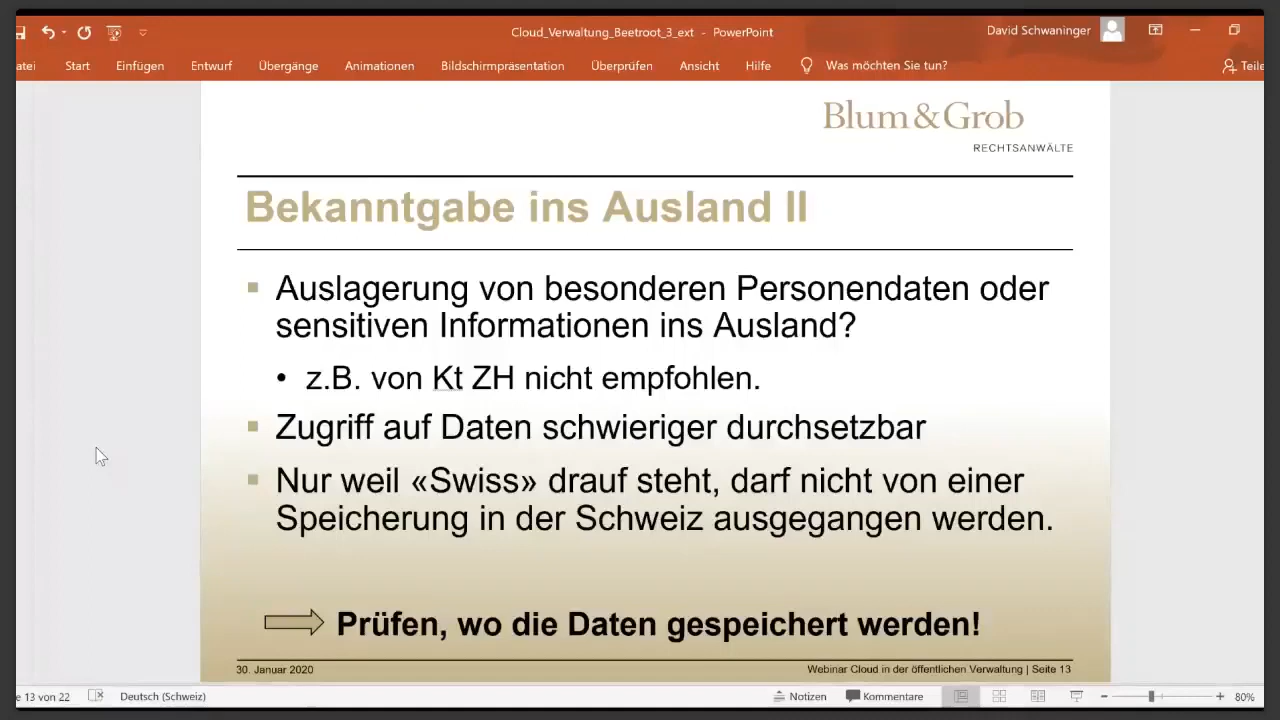 Cloud_Verwaltung_Beetroot_3_ext - PowerPoint
David Schwaninger
atei Start Einfügen Entwurf Übergänge Animationen Bildschirmpräsentation Überprüfen Ansicht Hilfe Was möchten Sie tun? Teile
Blum&Grob
RECHTSANWÄLTE
Bekanntgabe ins Ausland II
Auslagerung von besonderen Personendaten oder
sensitiven Informationen ins Ausland?
• z.B. von Kt ZH nicht empfohlen.
Zugriff auf Daten schwieriger durchsetzbar
Nur weil «Swiss» drauf steht, darf nicht von einer
Speicherung in der Schweiz ausgegangen werden.
Prüfen, wo die Daten gespeichert werden!
30. Januar 2020 Webinar Cloud in der öffentlichen Verwaltung | Seite 13
e 13 von 22 Deutsch (Schweiz) Notizen Kommentare 80%